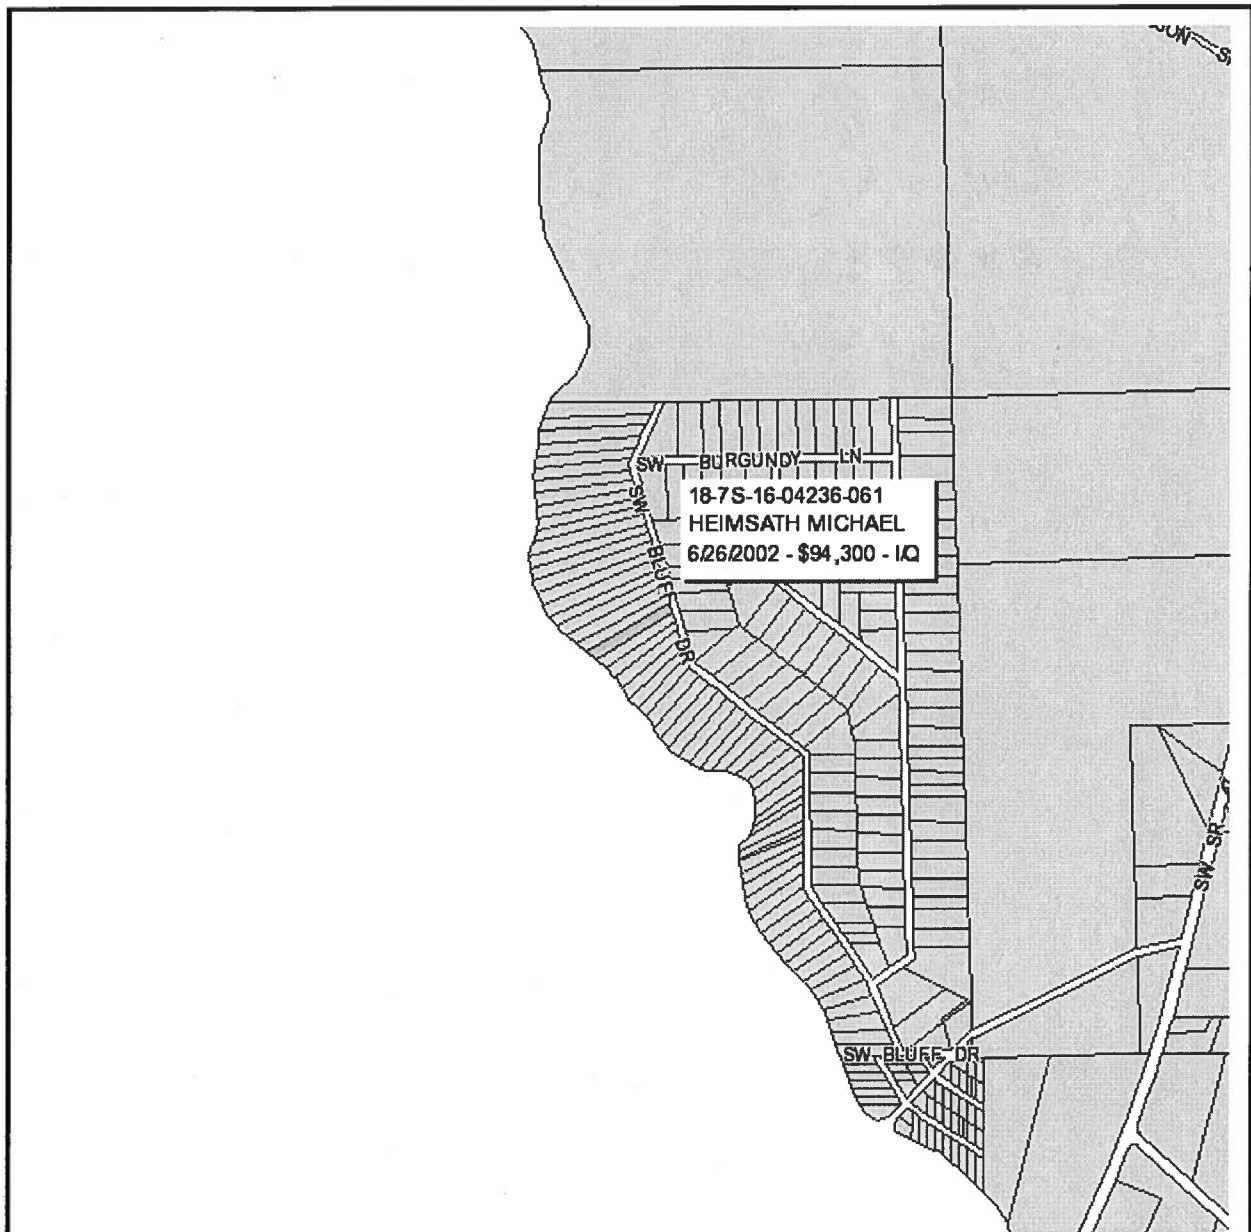 SW BURGUNDY LN
SW BLUFF DR
18-7S-16-04236-061
HEIMSATH MICHAEL
6/26/2002 - $94,300 - I/Q
SW SR
SW BLUFF DR